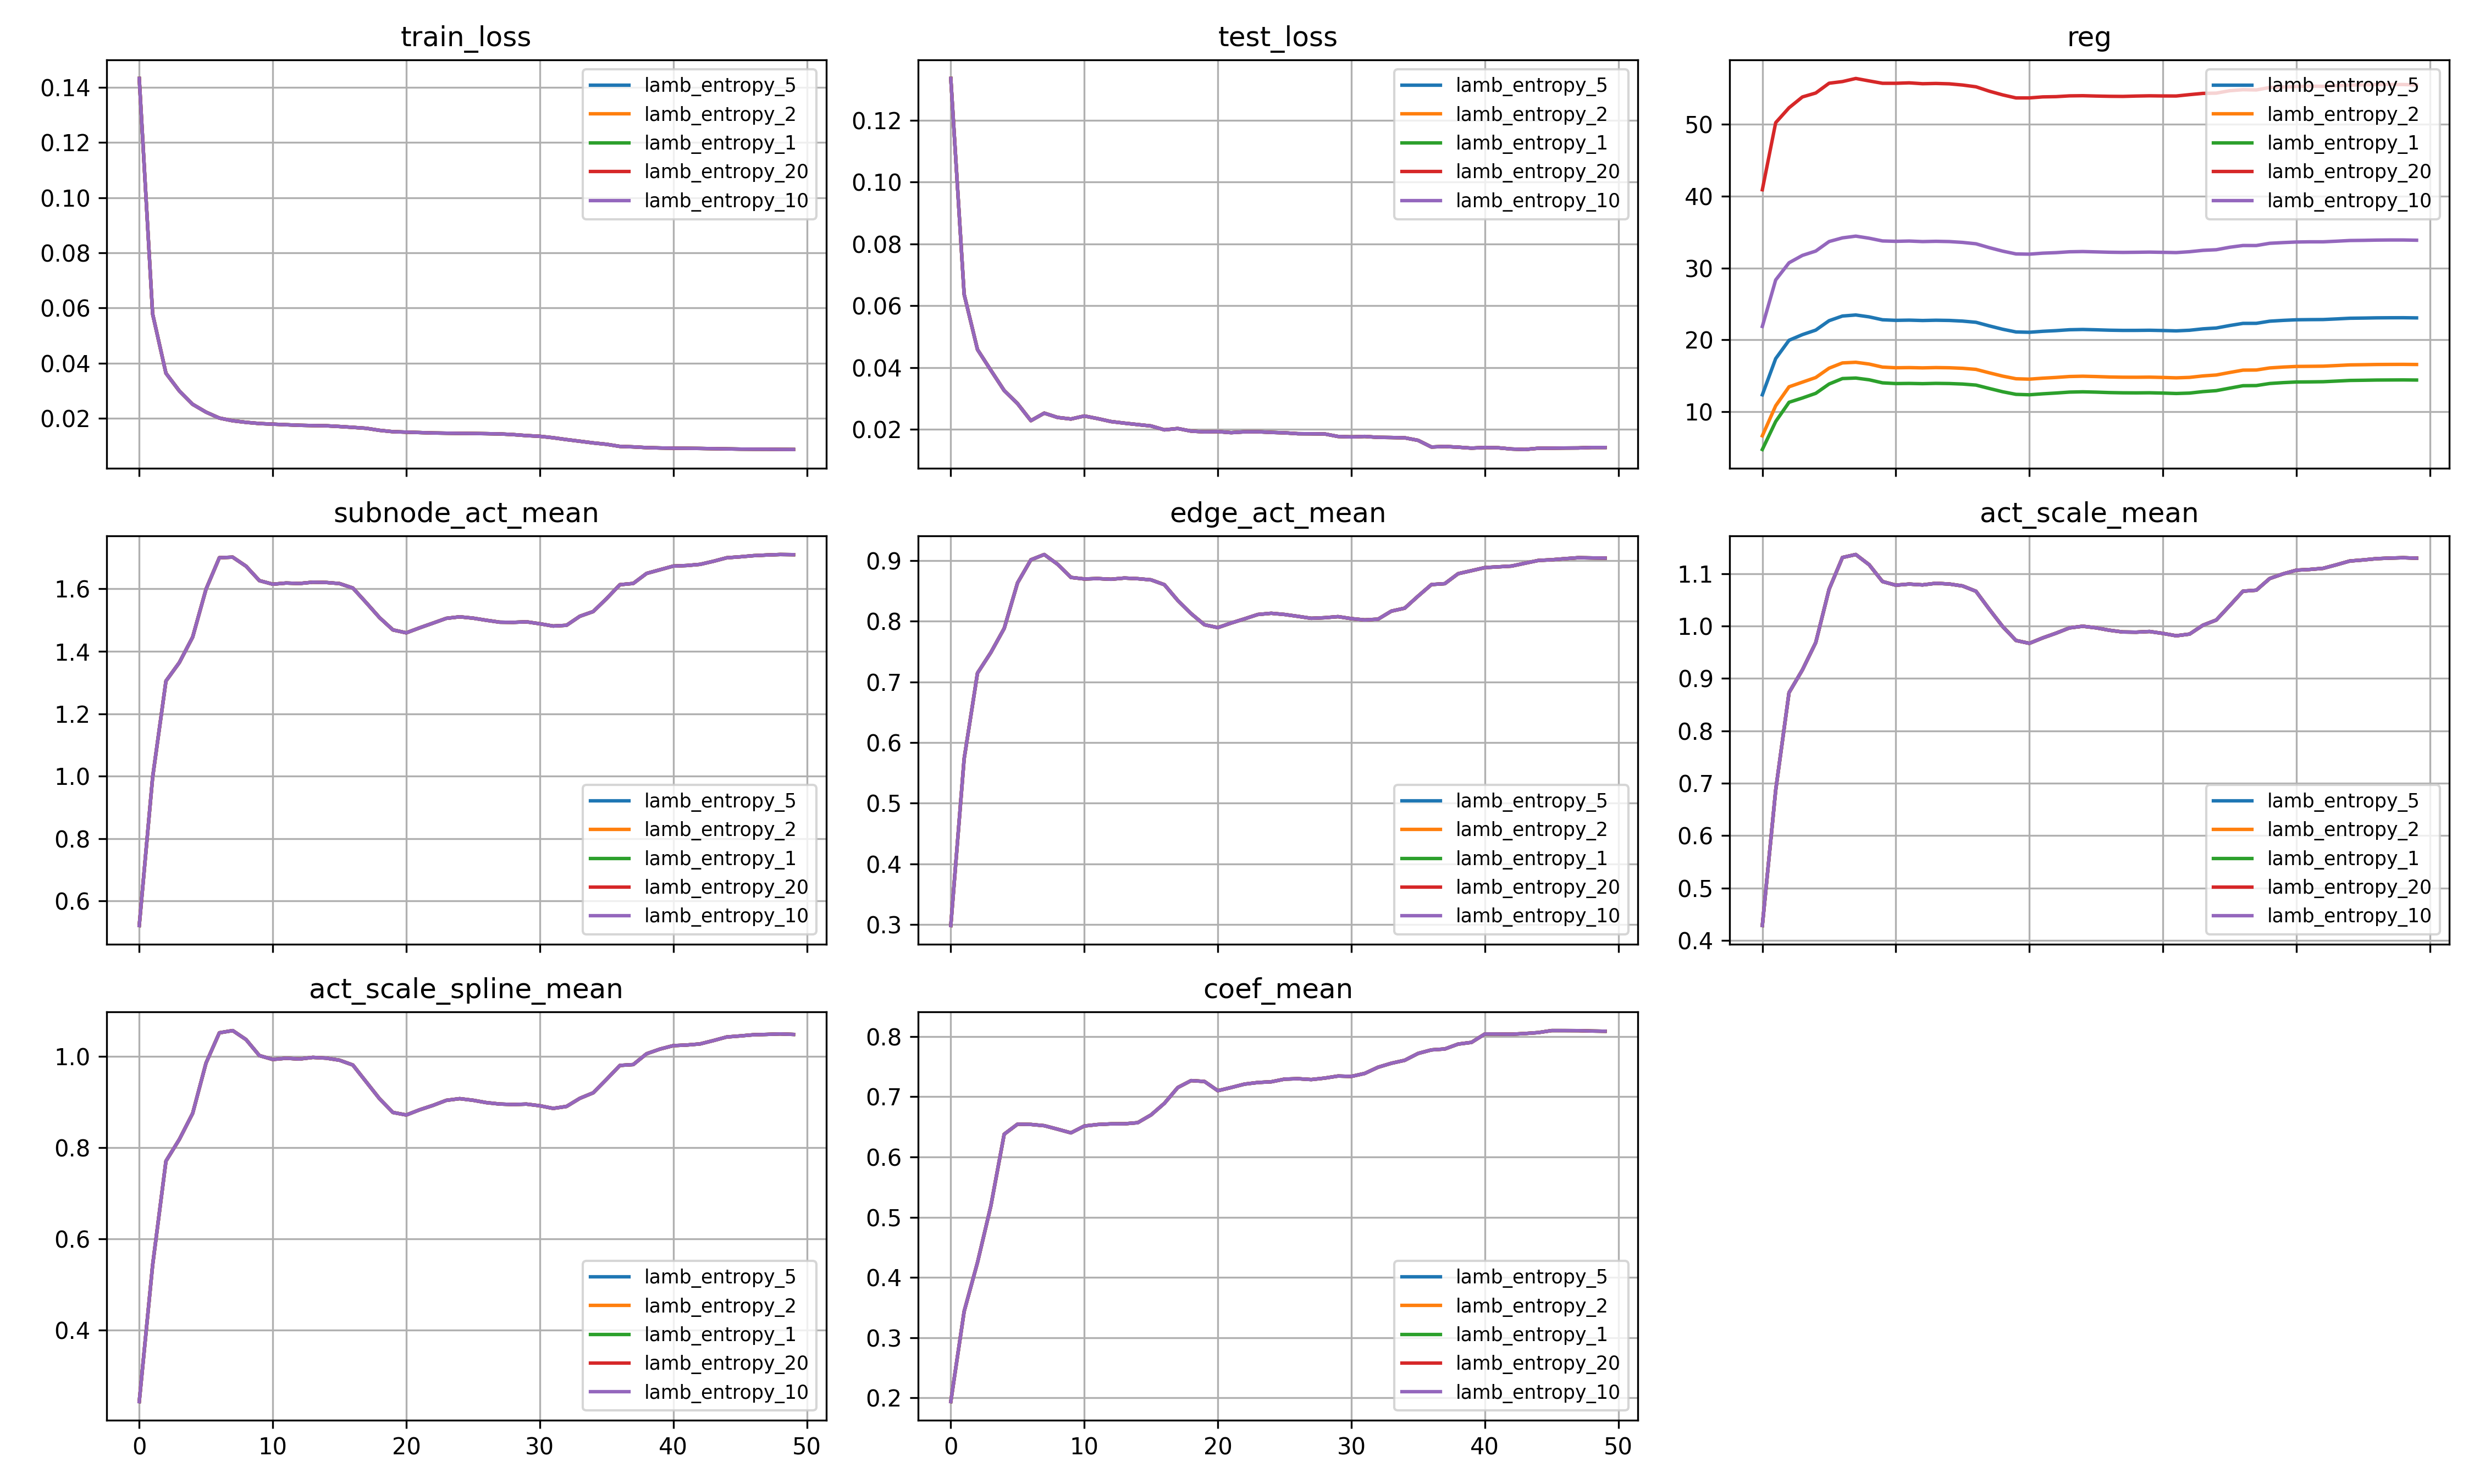 train_loss
0.14
0.12
0.10
0.08
0.06
0.04
0.02
lamb_entropy_5
lamb_entropy_2
lamb_entropy_1
lamb_entropy_20
lamb_entropy_10
test_loss
0.12
0.10
0.08
0.06
0.04
0.02
lamb_entropy_5
lamb_entropy_2
lamb_entropy_1
lamb_entropy_20
lamb_entropy_10
reg
50
40
30
20
10
lamb_entropy_5
lamb_entropy_2
lamb_entropy_1
lamb_entropy_20
lamb_entropy_10
subnode_act_mean
1.6
1.4
1.2
1.0
0.8
0.6
lamb_entropy_5
lamb_entropy_2
lamb_entropy_1
lamb_entropy_20
lamb_entropy_10
edge_act_mean
0.9
0.8
0.7
0.6
0.5
0.4
0.3
lamb_entropy_5
lamb_entropy_2
lamb_entropy_1
lamb_entropy_20
lamb_entropy_10
act_scale_mean
1.1
1.0
0.9
0.8
0.7
0.6
0.5
0.4
lamb_entropy_5
lamb_entropy_2
lamb_entropy_1
lamb_entropy_20
lamb_entropy_10
act_scale_spline_mean
1.0
0.8
0.6
0.4
lamb_entropy_5
lamb_entropy_2
lamb_entropy_1
lamb_entropy_20
lamb_entropy_10
0 10 20 30 40 50
coef_mean
0.8
0.7
0.6
0.5
0.4
0.3
0.2
lamb_entropy_5
lamb_entropy_2
lamb_entropy_1
lamb_entropy_20
lamb_entropy_10
0 10 20 30 40 50